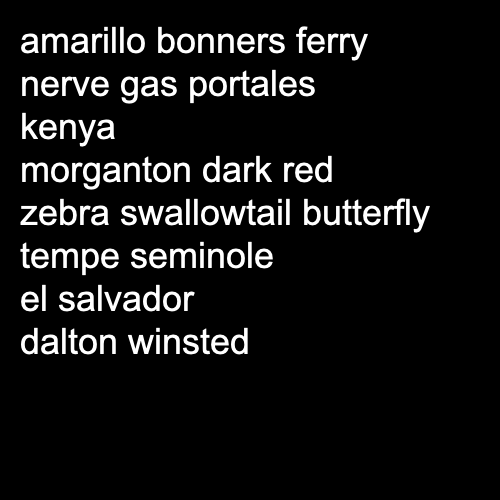 amarillo bonners ferry
nerve gas portales
kenya
morganton dark red
zebra swallowtail butterfly
tempe seminole
el salvador
dalton winsted